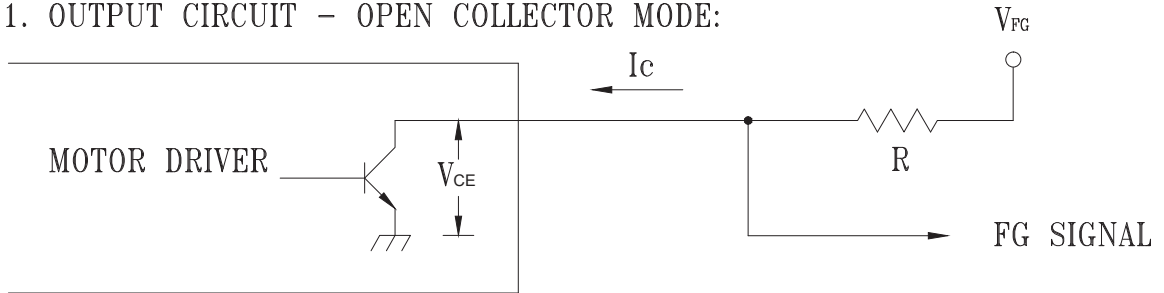 1. OUTPUT CIRCUIT - OPEN COLLECTOR MODE:
VFG
Ic
MOTOR DRIVER
VCE
R
FG SIGNAL